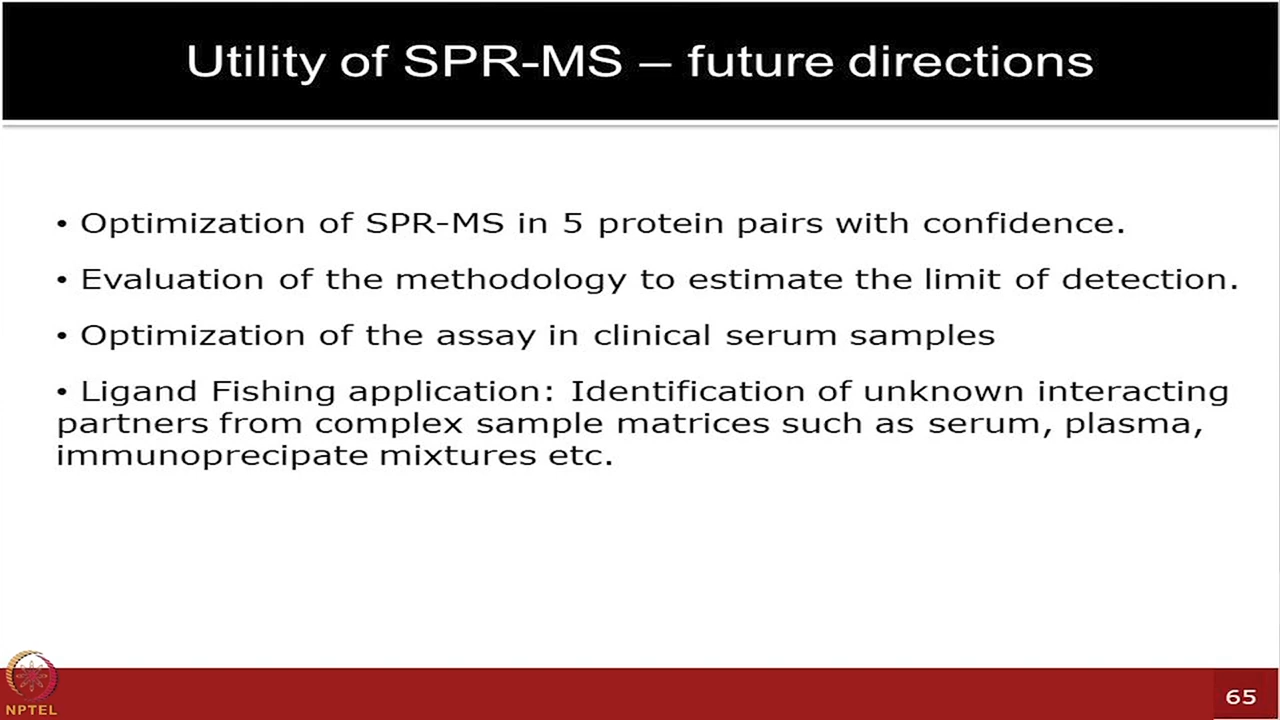 Utility of SPR-MS – future directions
• Optimization of SPR-MS in 5 protein pairs with confidence.
• Evaluation of the methodology to estimate the limit of detection.
• Optimization of the assay in clinical serum samples
• Ligand Fishing application: Identification of unknown interacting
partners from complex sample matrices such as serum, plasma,
immunoprecipate mixtures etc.
NPTEL
65